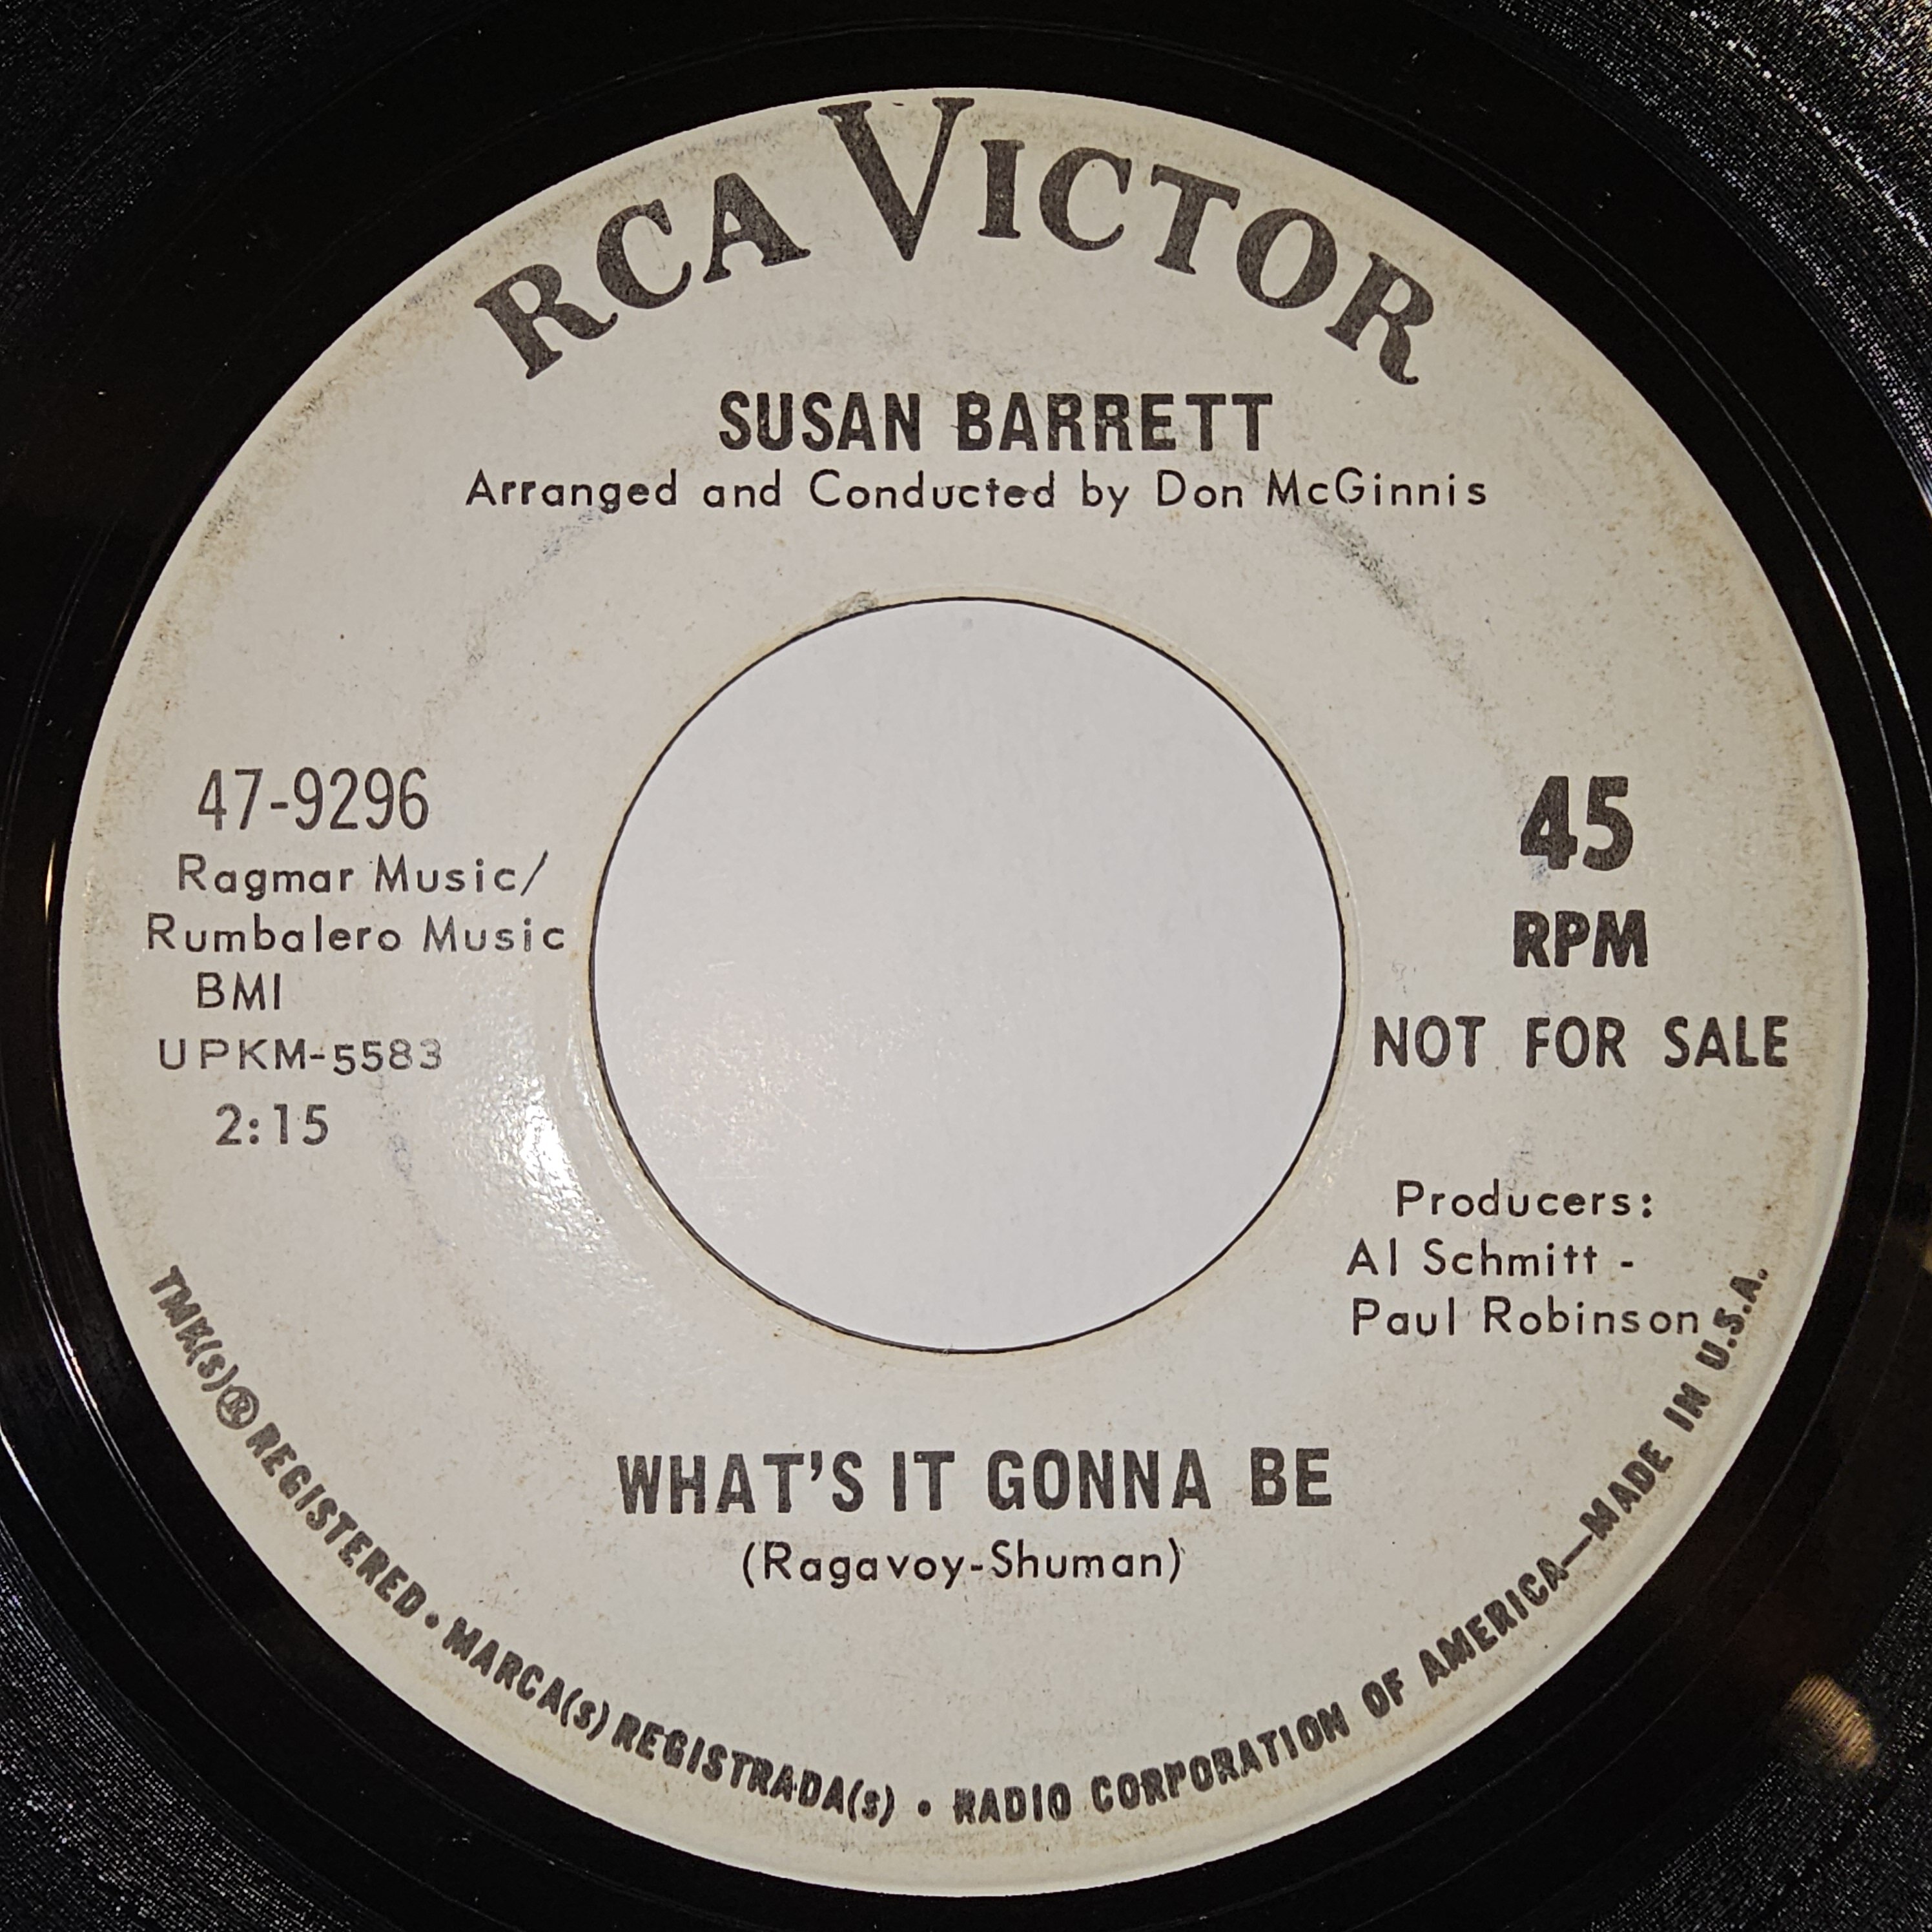 RCA VICTOR
SUSAN BARRETT
Arranged and Conducted by Don McGinnis
47-9296
Ragmar Music/
Rumbalero Music
BMI
UPKM-5583
2:15
45
RPM
NOT FOR SALE
Producers:
Al Schmitt -
Paul Robinson
WHAT'S IT GONNA BE
(Ragavoy-Shuman)
TMK(s) ® REGISTERED • MARCA(s) REGISTRADA(s) • RADIO CORPORATION OF AMERICA—MADE IN U.S.A.